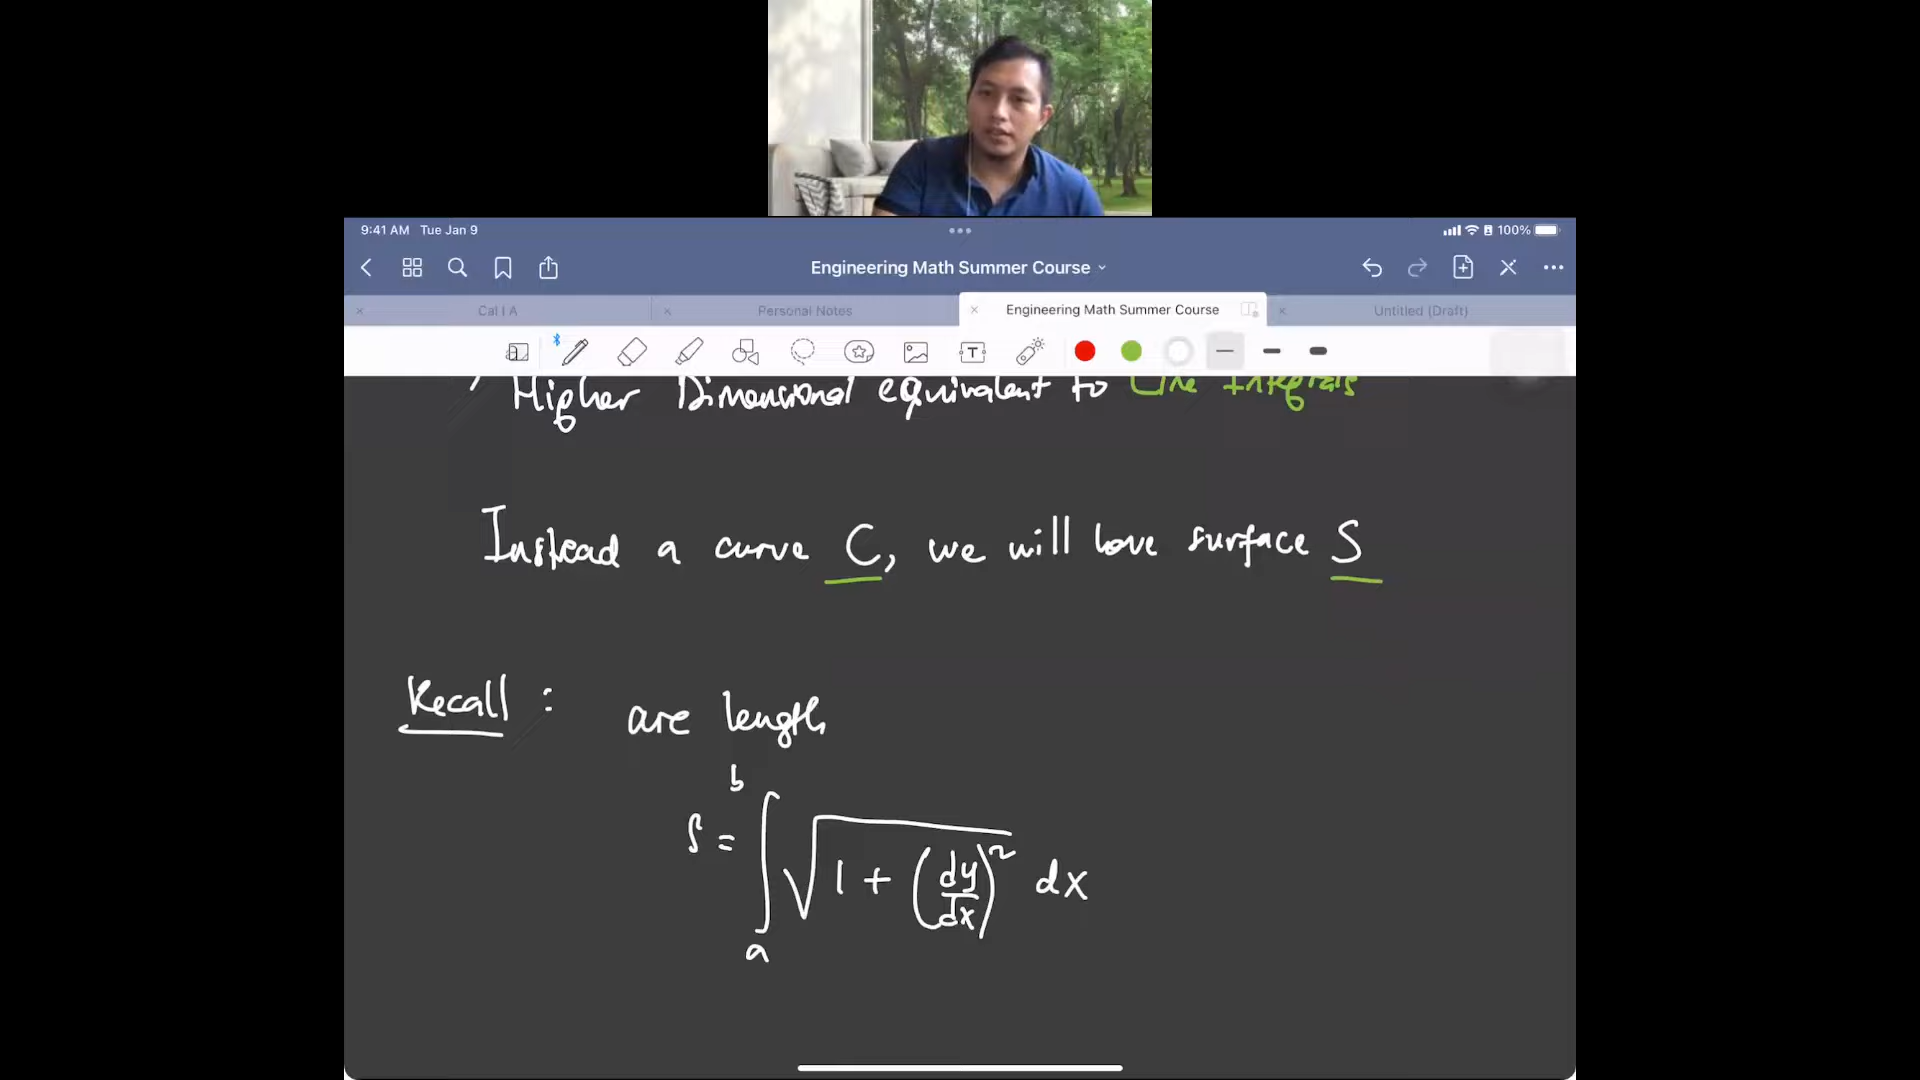 9:41 AM Tue Jan 9
100%
Engineering Math Summer Course
Cal I A
Personal Notes
Engineering Math Summer Course
Untitled (Draft)
T
Higher Dimensional equivalent to Line Integrals
Instead a curve C, we will love surface S
Recall : arc length
S = ∫_a^b √(1 + (dy/dx)²) dx